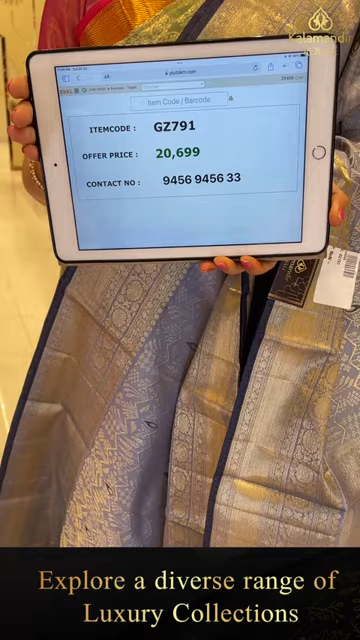 Kalamandir
Item Code / Barcode
ITEMCODE : GZ791
OFFER PRICE : 20,699
CONTACT NO : 9456 9456 33
Explore a diverse range of
Luxury Collections